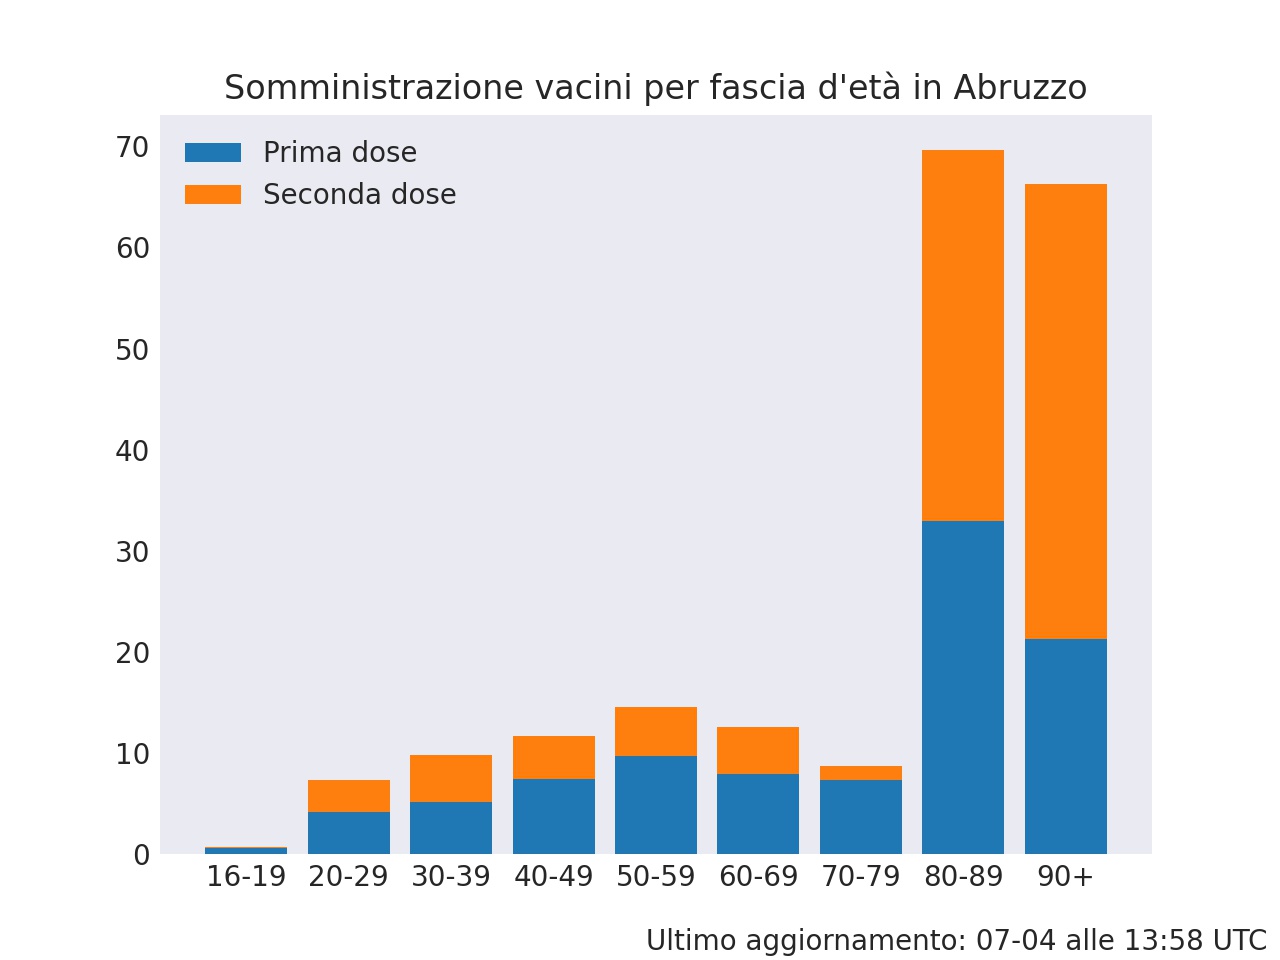 Somministrazione vacini per fascia d'età in Abruzzo
Prima dose
Seconda dose
70
60
50
40
30
20
10
0
16-19 20-29 30-39 40-49 50-59 60-69 70-79 80-89 90+
Ultimo aggiornamento: 07-04 alle 13:58 UTC